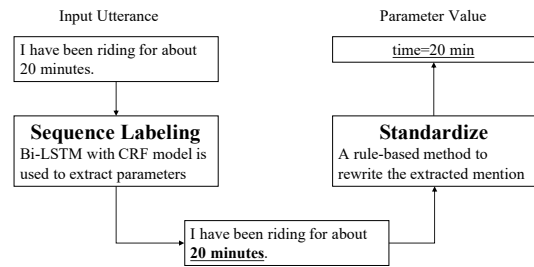 Input Utterance
Parameter Value
I have been riding for about
20 minutes.
time=20 min
Sequence Labeling
Bi-LSTM with CRF model is
used to extract parameters
Standardize
A rule-based method to
rewrite the extracted mention
I have been riding for about
20 minutes.